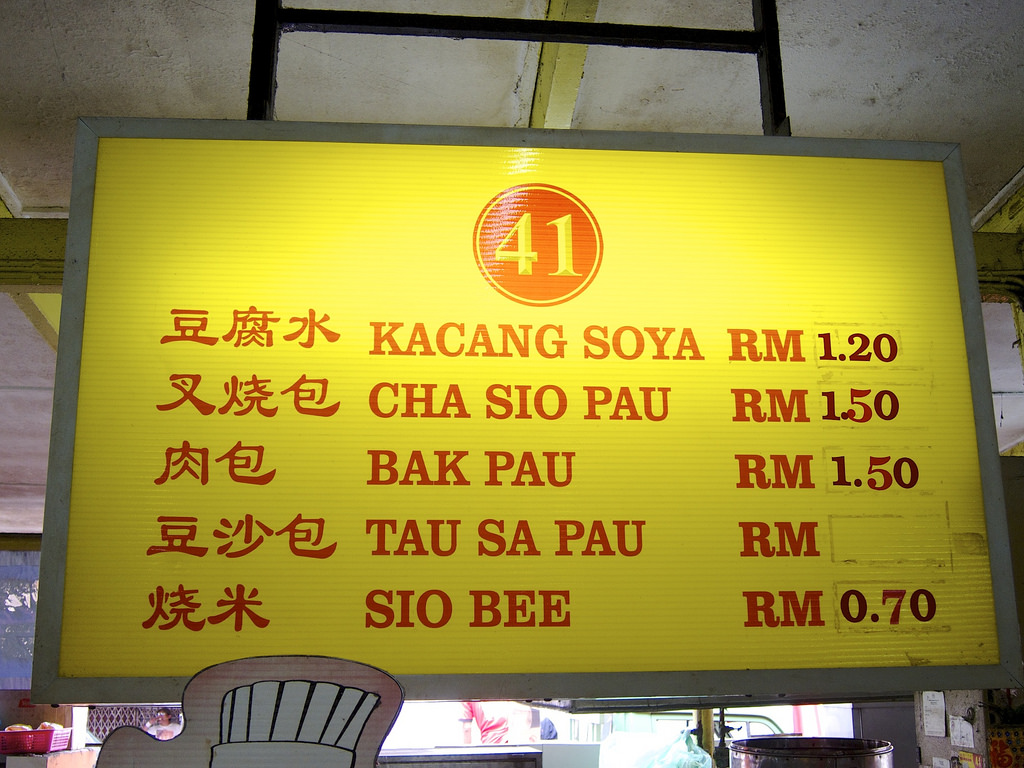 41
豆腐水 KACANG SOYA RM 1.20
叉烧包 CHA SIO PAU RM 1.50
肉包 BAK PAU RM 1.50
豆沙包 TAU SA PAU RM
烧米 SIO BEE RM 0.70